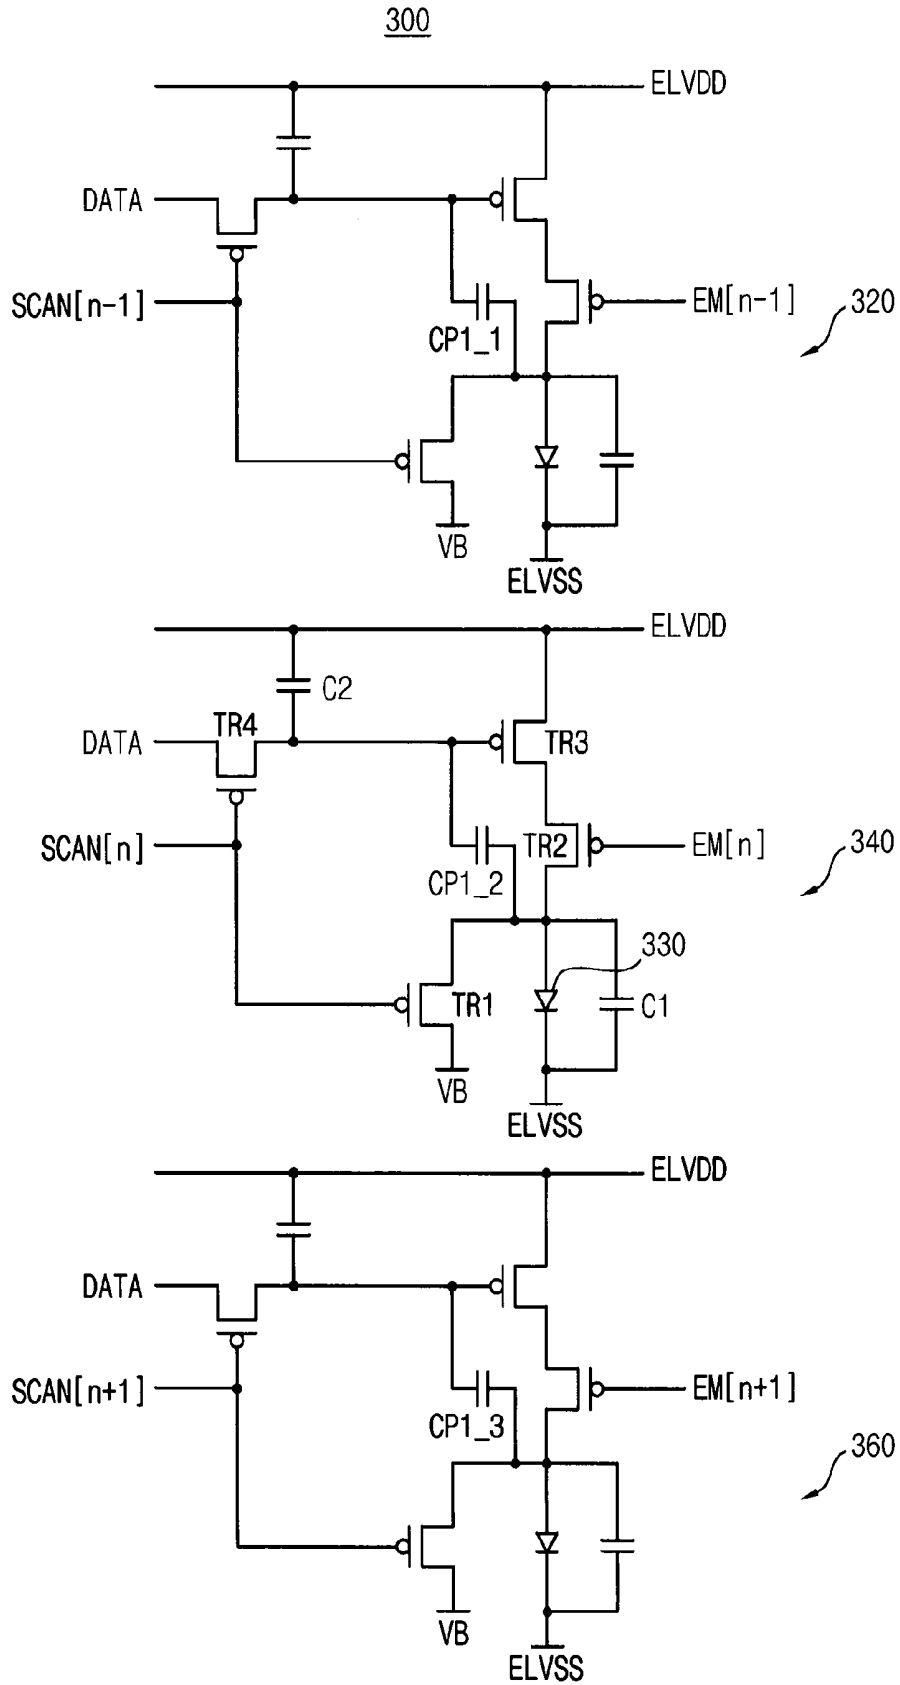 300
ELVDD
DATA
SCAN[n-1]
EM[n-1]
320
CP1_1
VB
ELVSS
ELVDD
C2
TR4
DATA
TR3
SCAN[n]
TR2
EM[n]
340
CP1_2
330
TR1
C1
VB
ELVSS
ELVDD
DATA
SCAN[n+1]
EM[n+1]
CP1_3
360
VB
ELVSS